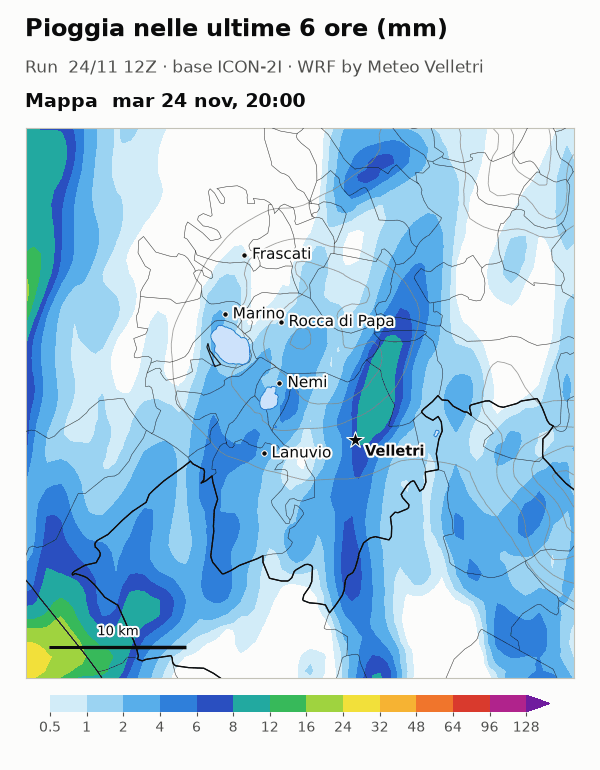 Pioggia nelle ultime 6 ore (mm)
Run  24/11 12Z · base ICON-2I · WRF by Meteo Velletri
Mappa  mar 24 nov, 20:00
Frascati
Marino
Rocca di Papa
Nemi
Velletri
Lanuvio
10 km
0.5 1 2 4 6 8 12 16 24 32 48 64 96 128